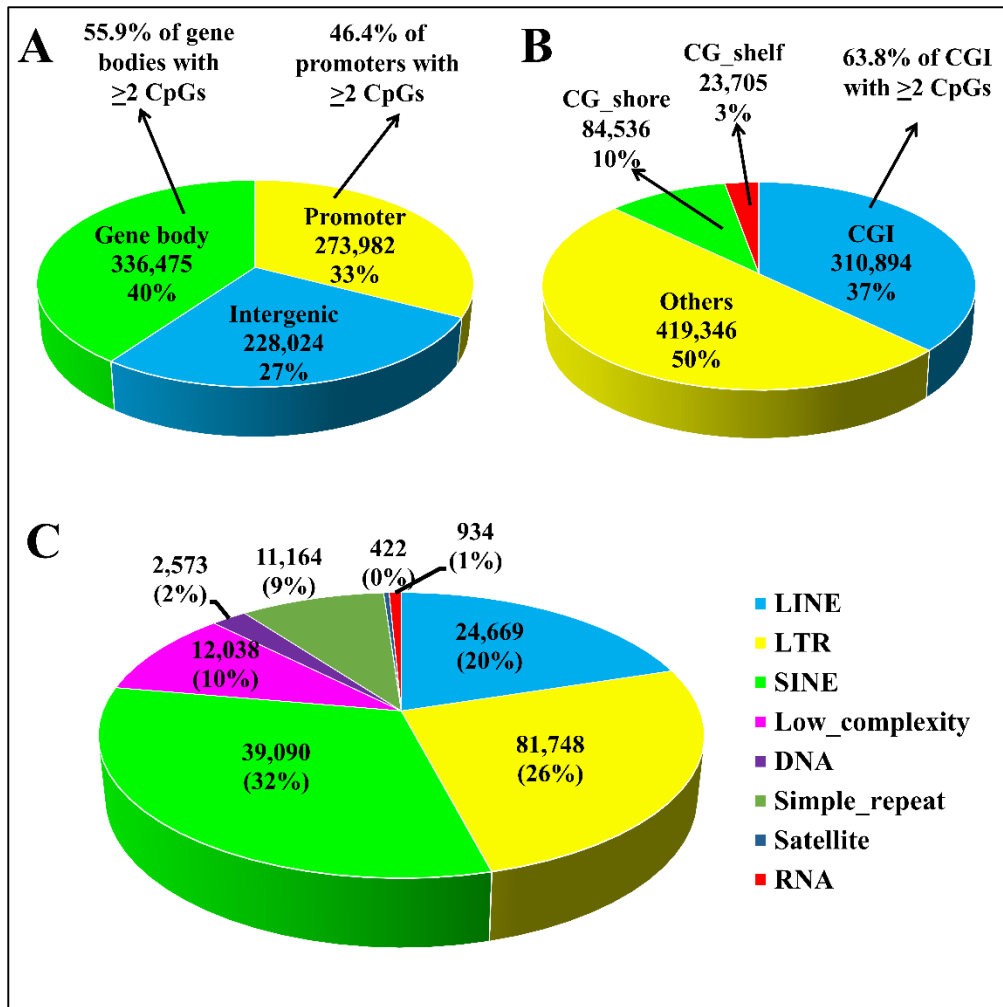 A
55.9% of gene
bodies with
≥2 CpGs
46.4% of
promoters with
≥2 CpGs
Gene body
336,475
40%
Promoter
273,982
33%
Intergenic
228,024
27%
B
CG_shore
84,536
10%
CG_shelf
23,705
3%
63.8% of CGI
with ≥2 CpGs
CGI
310,894
37%
Others
419,346
50%
C
2,573
(2%)
11,164
(9%)
422
(0%)
934
(1%)
12,038
(10%)
24,669
(20%)
39,090
(32%)
81,748
(26%)
LINE
LTR
SINE
Low_complexity
DNA
Simple_repeat
Satellite
RNA